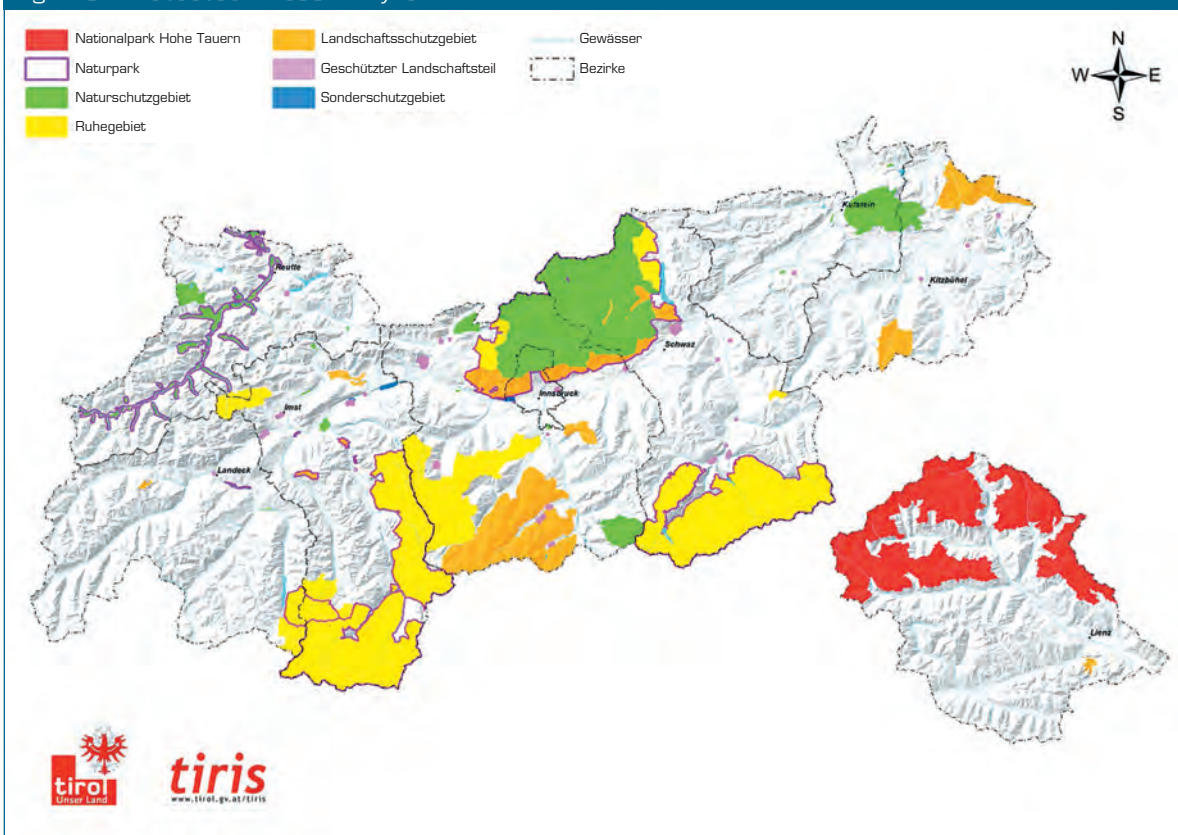 Nationalpark Hohe Tauern
Naturpark
Naturschutzgebiet
Ruhegebiet
Landschaftsschutzgebiet
Geschützter Landschaftsteil
Sonderschutzgebiet
Gewässer
Bezirke
N
W E
S
Kufstein
Reutte
Kitzbühel
Schwaz
Innsbruck
Imst
Landeck
Lienz
tirol
Unser Land
tiris
www.tirol.gv.at/tiris